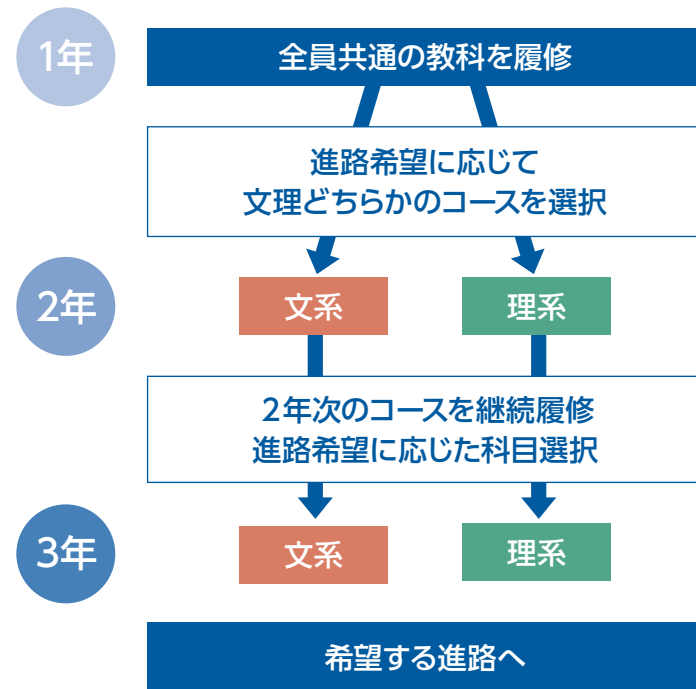 1年
全員共通の教科を履修
進路希望に応じて
文理どちらかのコースを選択
2年
文系
理系
2年次のコースを継続履修
進路希望に応じた科目選択
3年
文系
理系
希望する進路へ